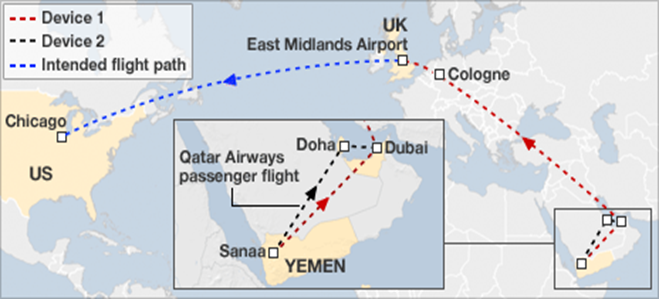 Device 1
Device 2
Intended flight path
UK
East Midlands Airport
Cologne
Chicago
US
Doha
Dubai
Qatar Airways
passenger flight
Sanaa
YEMEN